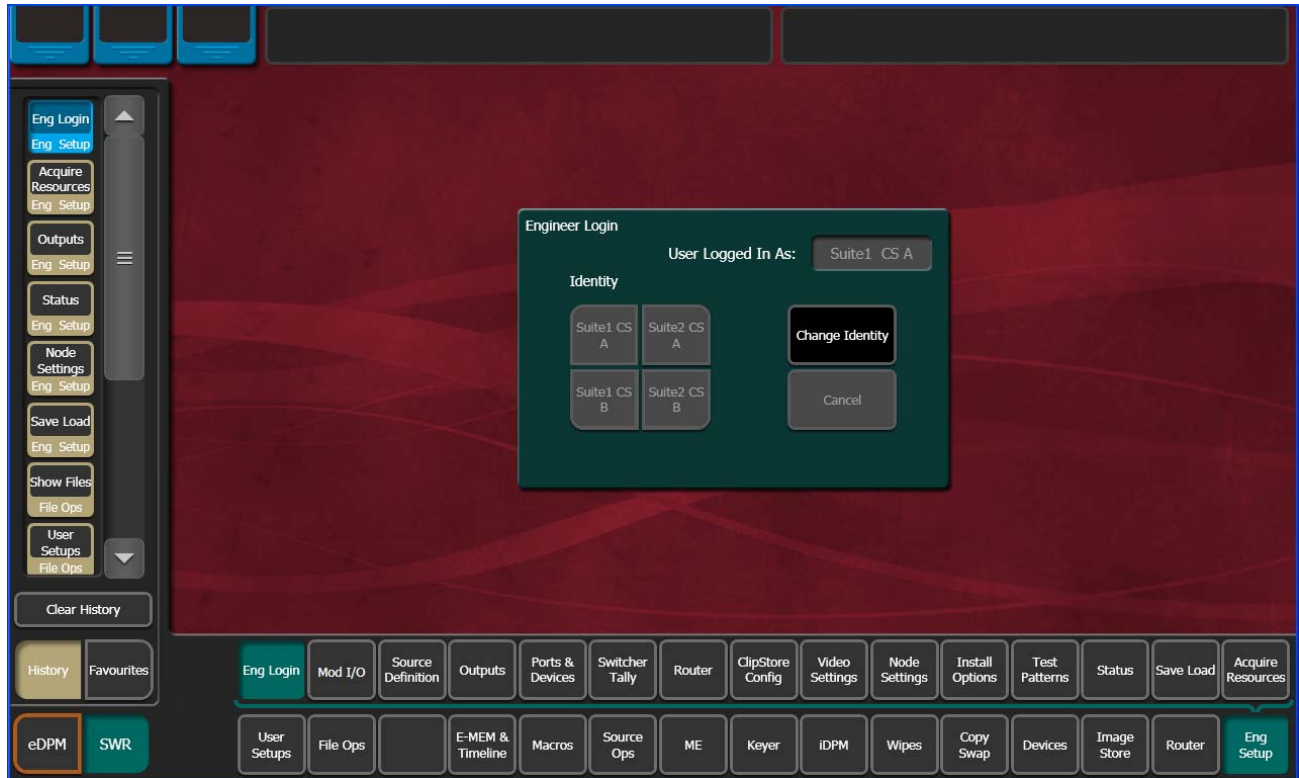 Eng Login
Eng Setup
Acquire
Resources
Eng Setup
Outputs
Eng Setup
Status
Eng Setup
Node
Settings
Eng Setup
Save Load
Eng Setup
Show Files
File Ops
User
Setups
File Ops
Clear History
History
Favourites
eDPM
SWR
Engineer Login
User Logged In As:
Suite1 CS A
Identity
Suite1 CS
A
Suite2 CS
A
Change Identity
Suite1 CS
B
Suite2 CS
B
Cancel
Eng Login
Mod I/O
Source
Definition
Outputs
Ports &
Devices
Switcher
Tally
Router
ClipStore
Config
Video
Settings
Node
Settings
Install
Options
Test
Patterns
Status
Save Load
Acquire
Resources
User
Setups
File Ops
E-MEM &
Timeline
Macros
Source
Ops
ME
Keyer
iDPM
Wipes
Copy
Swap
Devices
Image
Store
Router
Eng
Setup